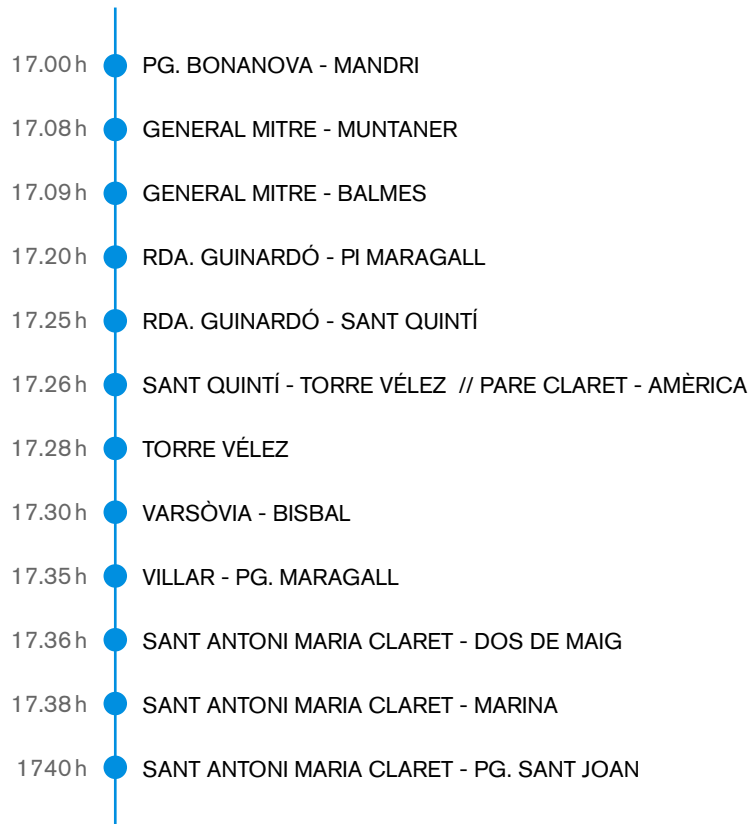 17.00 h PG. BONANOVA - MANDRI
17.08 h GENERAL MITRE - MUNTANER
17.09 h GENERAL MITRE - BALMES
17.20 h RDA. GUINARDÓ - PI MARAGALL
17.25 h RDA. GUINARDÓ - SANT QUINTÍ
17.26 h SANT QUINTÍ - TORRE VÉLEZ // PARE CLARET - AMÈRICA
17.28 h TORRE VÉLEZ
17.30 h VARSÒVIA - BISBAL
17.35 h VILLAR - PG. MARAGALL
17.36 h SANT ANTONI MARIA CLARET - DOS DE MAIG
17.38 h SANT ANTONI MARIA CLARET - MARINA
1740 h SANT ANTONI MARIA CLARET - PG. SANT JOAN